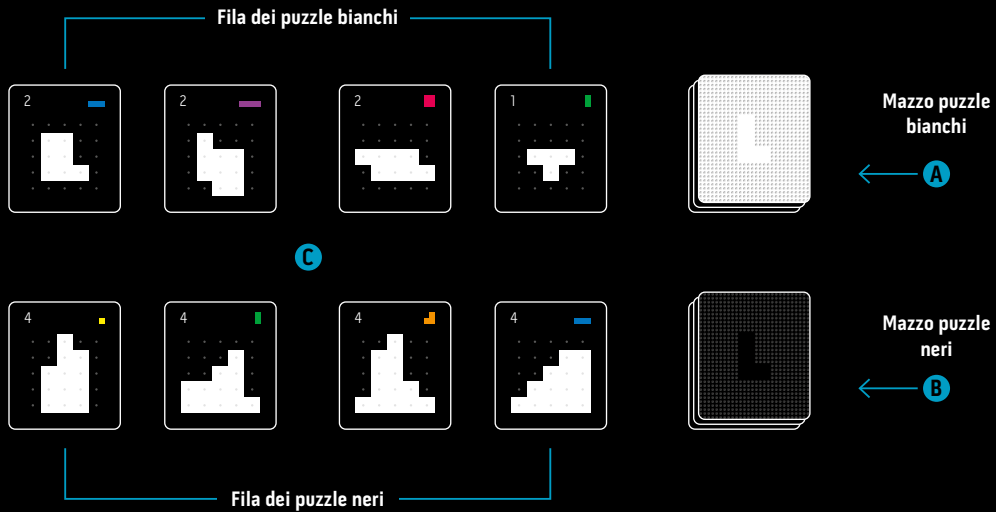 Fila dei puzzle bianchi
2
2
2
1
Mazzo puzzle
bianchi
A
C
4
4
4
4
Mazzo puzzle
neri
B
Fila dei puzzle neri